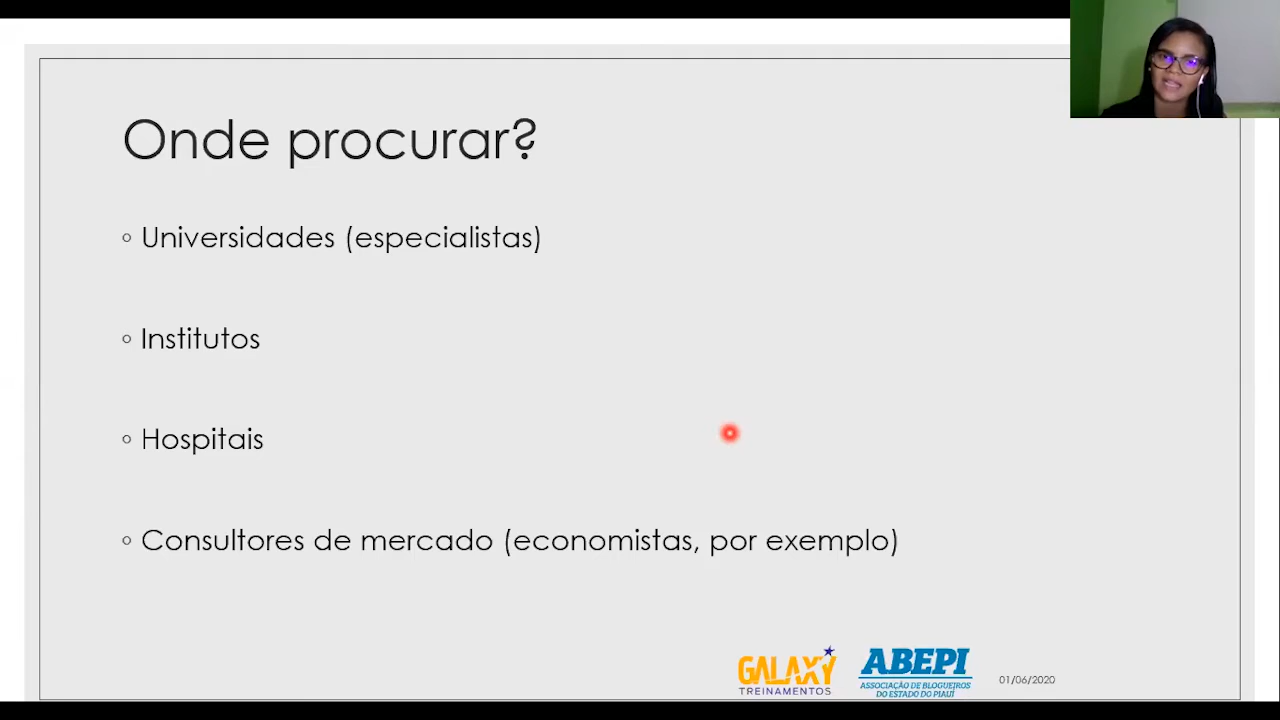 Onde procurar?
◦ Universidades (especialistas)
◦ Institutos
◦ Hospitais
◦ Consultores de mercado (economistas, por exemplo)
GALAXY
TREINAMENTOS
ABEPI
ASSOCIAÇÃO DE BLOGUEIROS
DO ESTADO DO PIAUÍ
01/06/2020